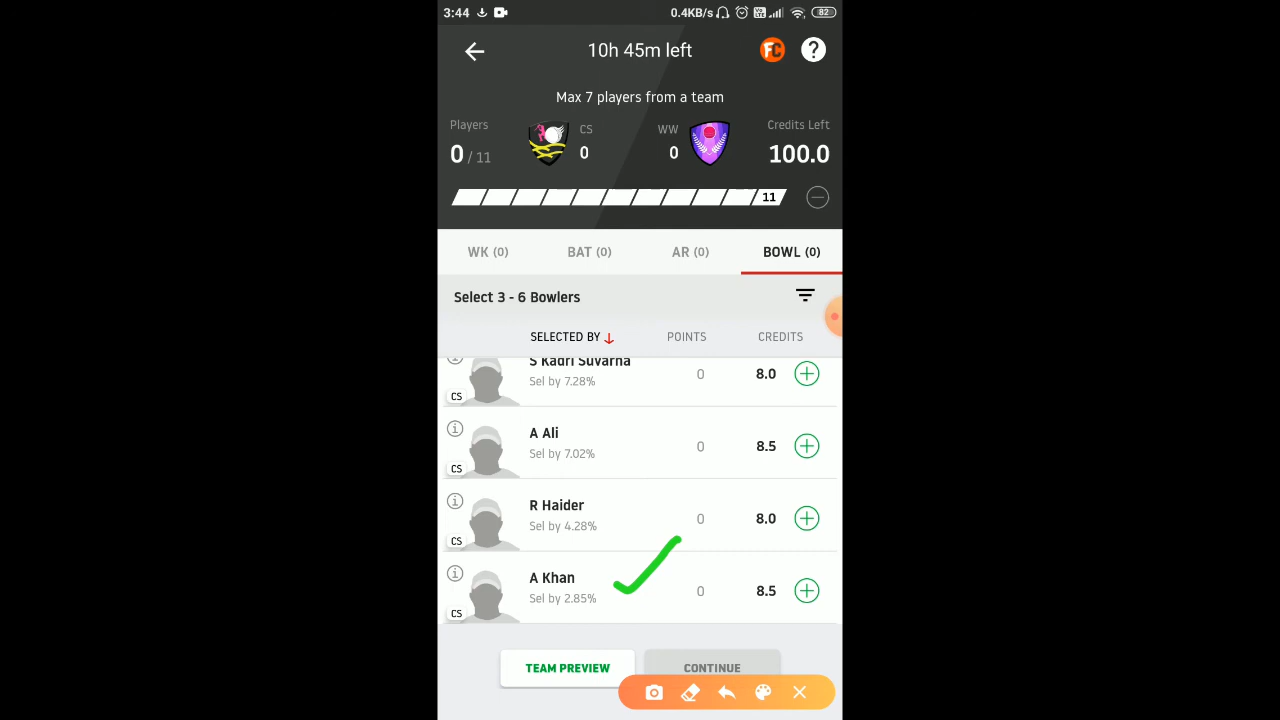 3:44 0.4KB/s 82
10h 45m left FC ?
Max 7 players from a team
Players CS WW Credits Left
0 / 11 0 0 100.0
11
WK (0) BAT (0) AR (0) BOWL (0)
Select 3 - 6 Bowlers
SELECTED BY POINTS CREDITS
S Kadri Suvarna
Sel by 7.28% 0 8.0
CS
A Ali
Sel by 7.02% 0 8.5
CS
R Haider
Sel by 4.28% 0 8.0
CS
A Khan
Sel by 2.85% 0 8.5
CS
TEAM PREVIEW CONTINUE